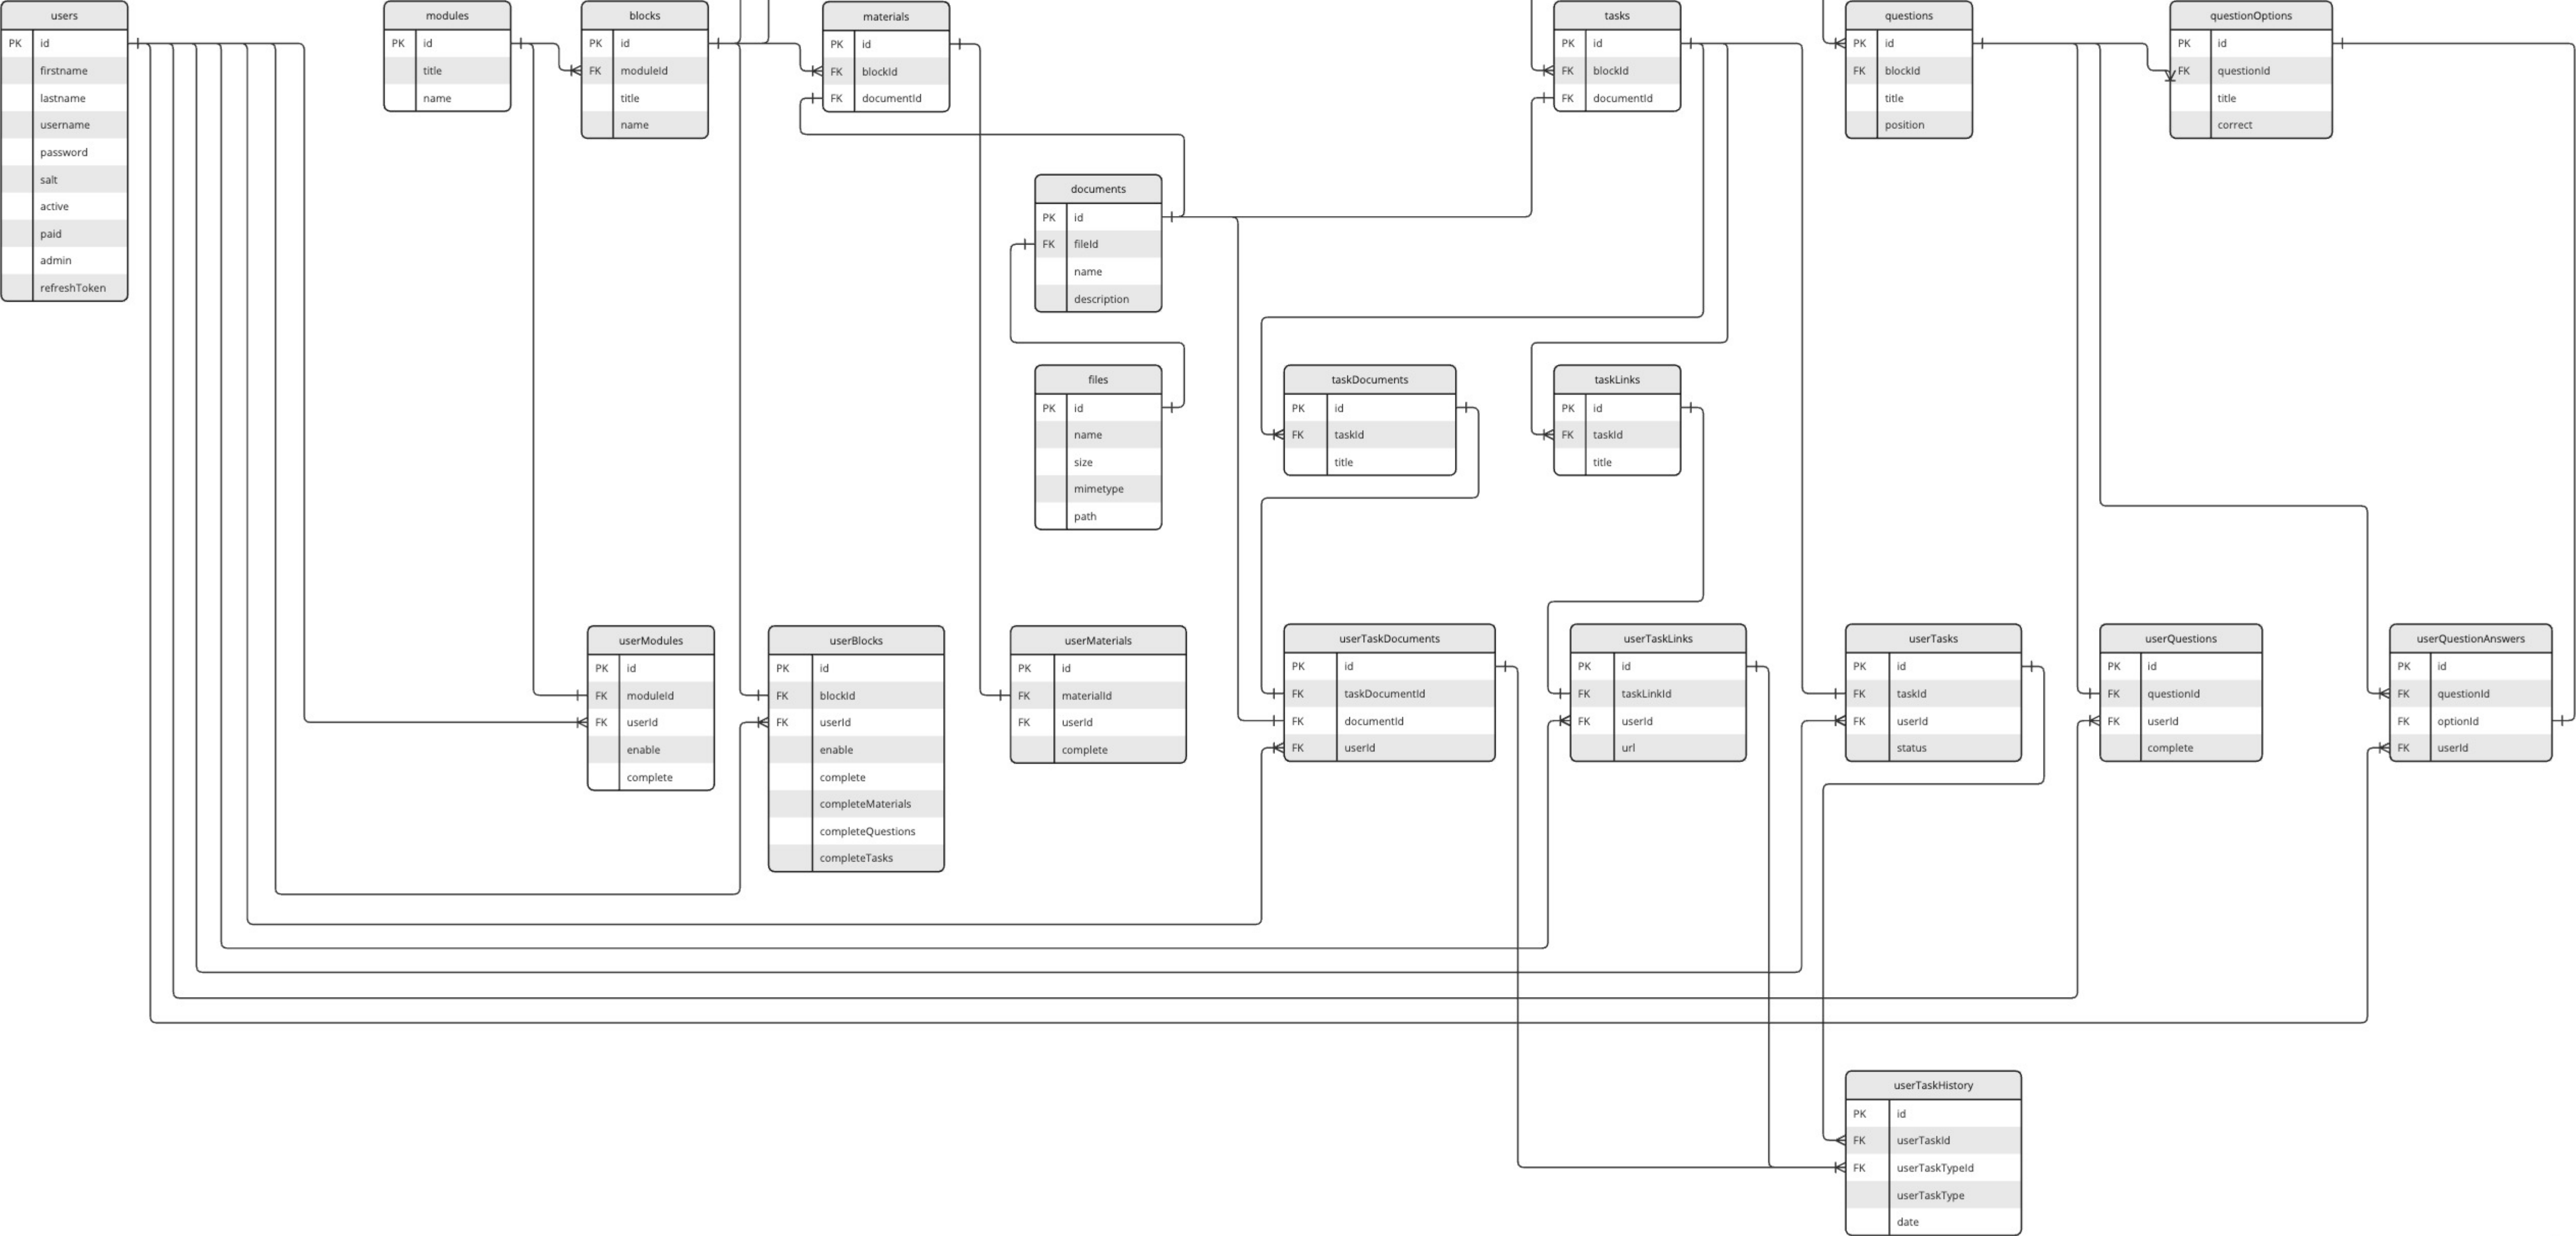 users
PK id
firstname
lastname
username
password
salt
active
paid
admin
refreshToken
modules
PK id
title
name
blocks
PK id
FK moduleId
title
name
materials
PK id
FK blockId
FK documentId
tasks
PK id
FK blockId
FK documentId
questions
PK id
FK blockId
title
position
questionOptions
PK id
FK questionId
title
correct
documents
PK id
FK fileId
name
description
files
PK id
name
size
mimetype
path
taskDocuments
PK id
FK taskId
title
taskLinks
PK id
FK taskId
title
userModules
PK id
FK moduleId
FK userId
enable
complete
userBlocks
PK id
FK blockId
FK userId
enable
complete
completeMaterials
completeQuestions
completeTasks
userMaterials
PK id
FK materialId
FK userId
complete
userTaskDocuments
PK id
FK taskDocumentId
FK documentId
FK userId
userTaskLinks
PK id
FK taskLinkId
FK userId
url
userTasks
PK id
FK taskId
FK userId
status
userQuestions
PK id
FK questionId
FK userId
complete
userQuestionAnswers
PK id
FK questionId
FK optionId
FK userId
userTaskHistory
PK id
FK userTaskId
FK userTaskTypeId
userTaskType
date